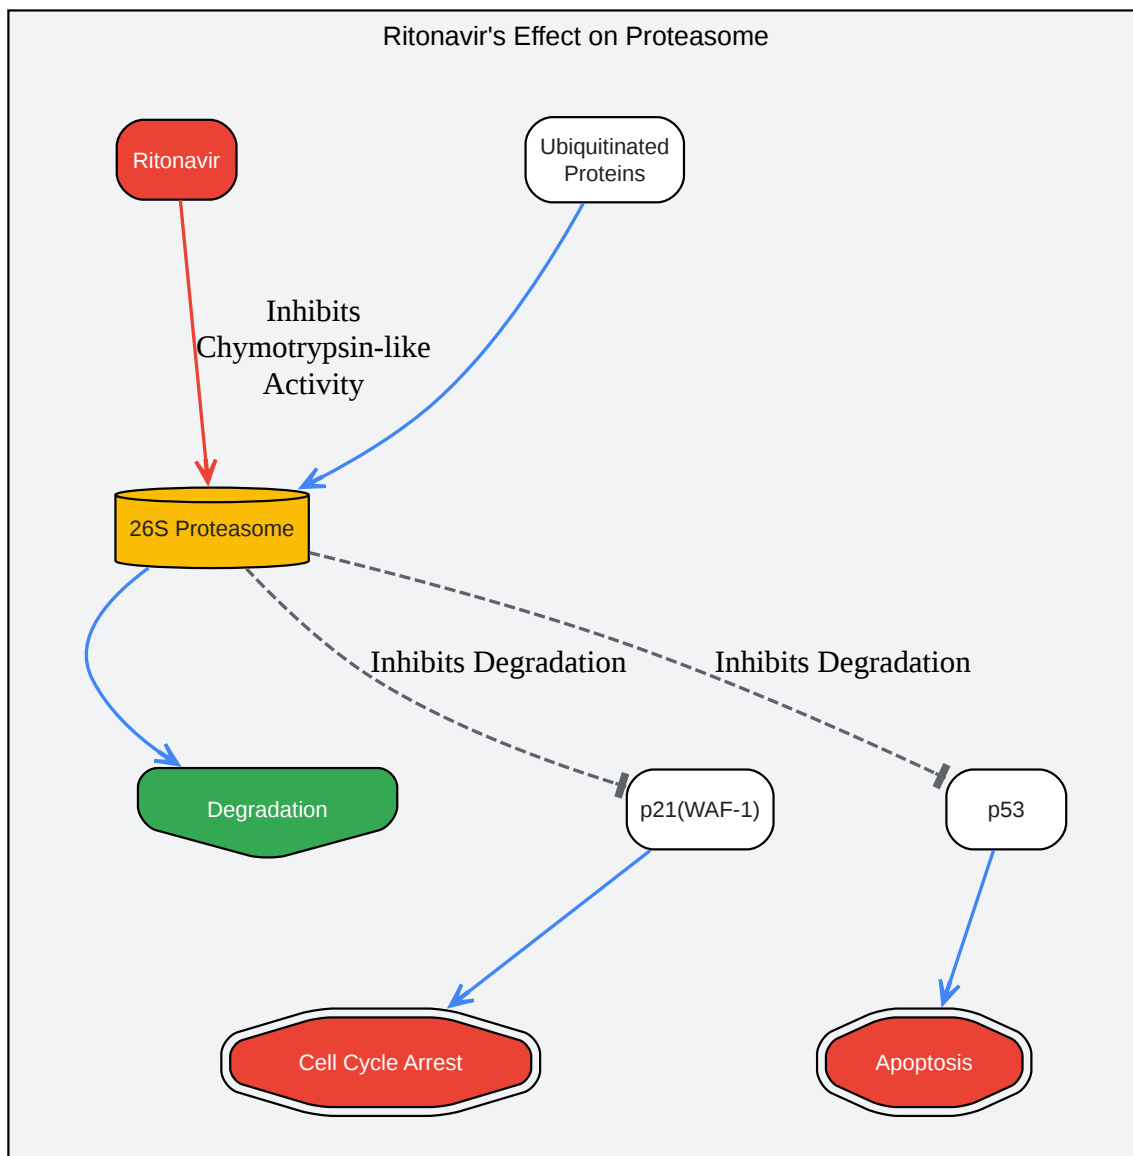 Ritonavir's Effect on Proteasome
Ritonavir
Ubiquitinated
Proteins
Inhibits
Chymotrypsin-like
Activity
26S Proteasome
Inhibits Degradation
Inhibits Degradation
Degradation
p21(WAF-1)
p53
Cell Cycle Arrest
Apoptosis